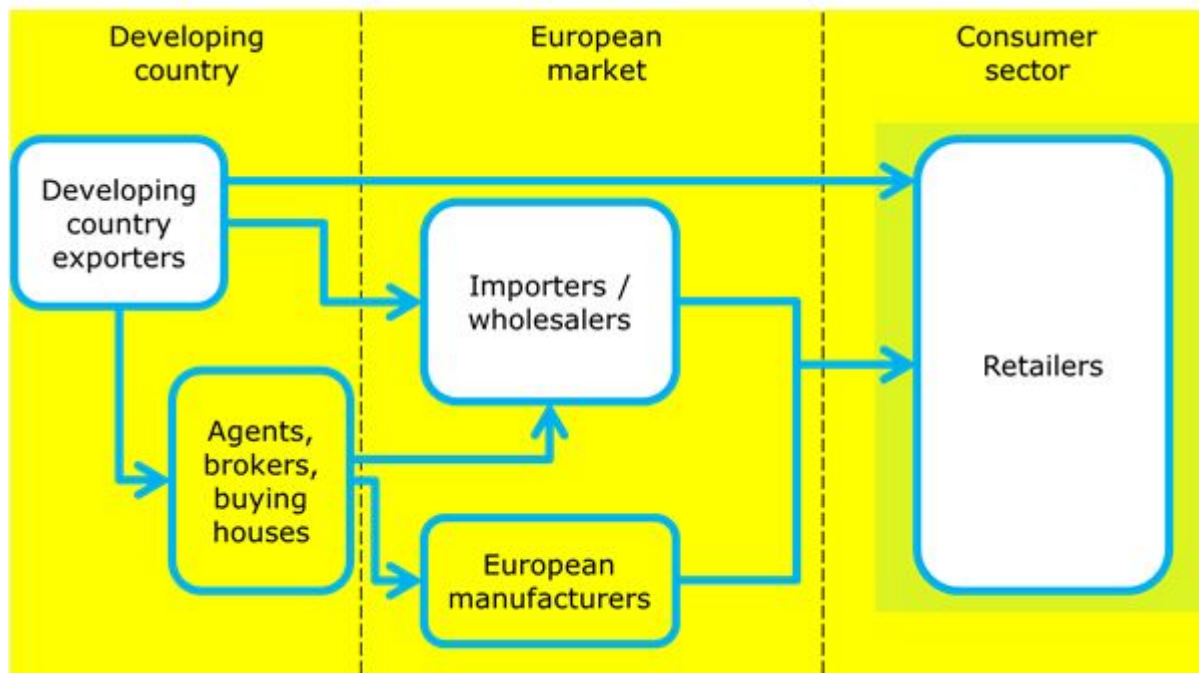 Developing
country
European
market
Consumer
sector
Developing
country
exporters
Importers /
wholesalers
Retailers
Agents,
brokers,
buying
houses
European
manufacturers